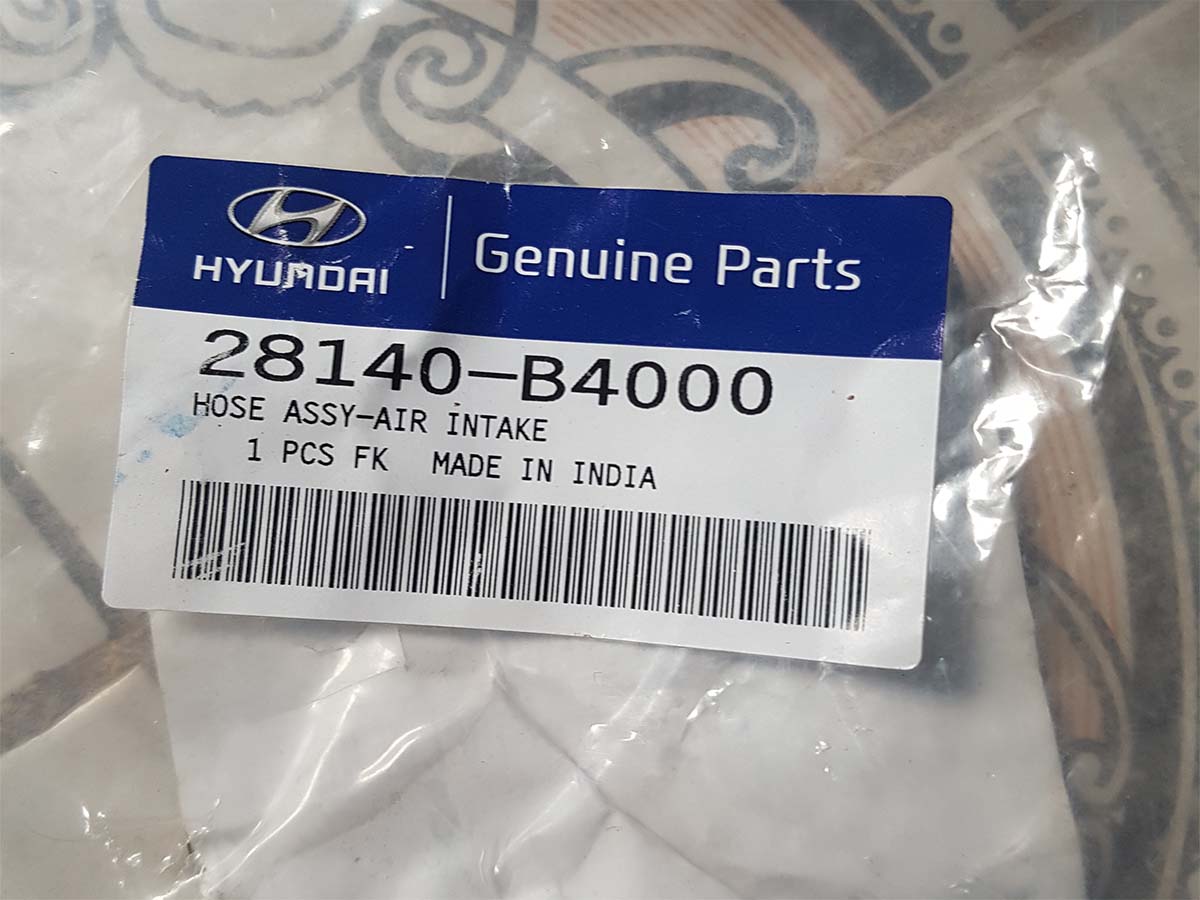 HYUNDAI
Genuine Parts
28140-B4000
HOSE ASSY-AIR INTAKE
1 PCS FK MADE IN INDIA